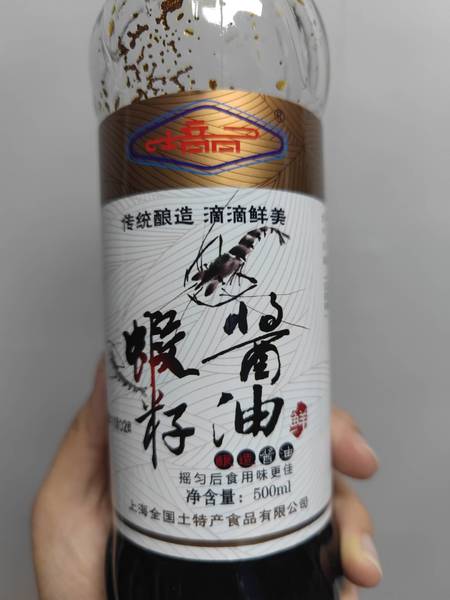 ®
传统酿造 滴滴鲜美
蝦籽
醬油
鲜
酿造酱油
摇匀后食用味更佳
净含量：500ml
上海全国土特产食品有限公司